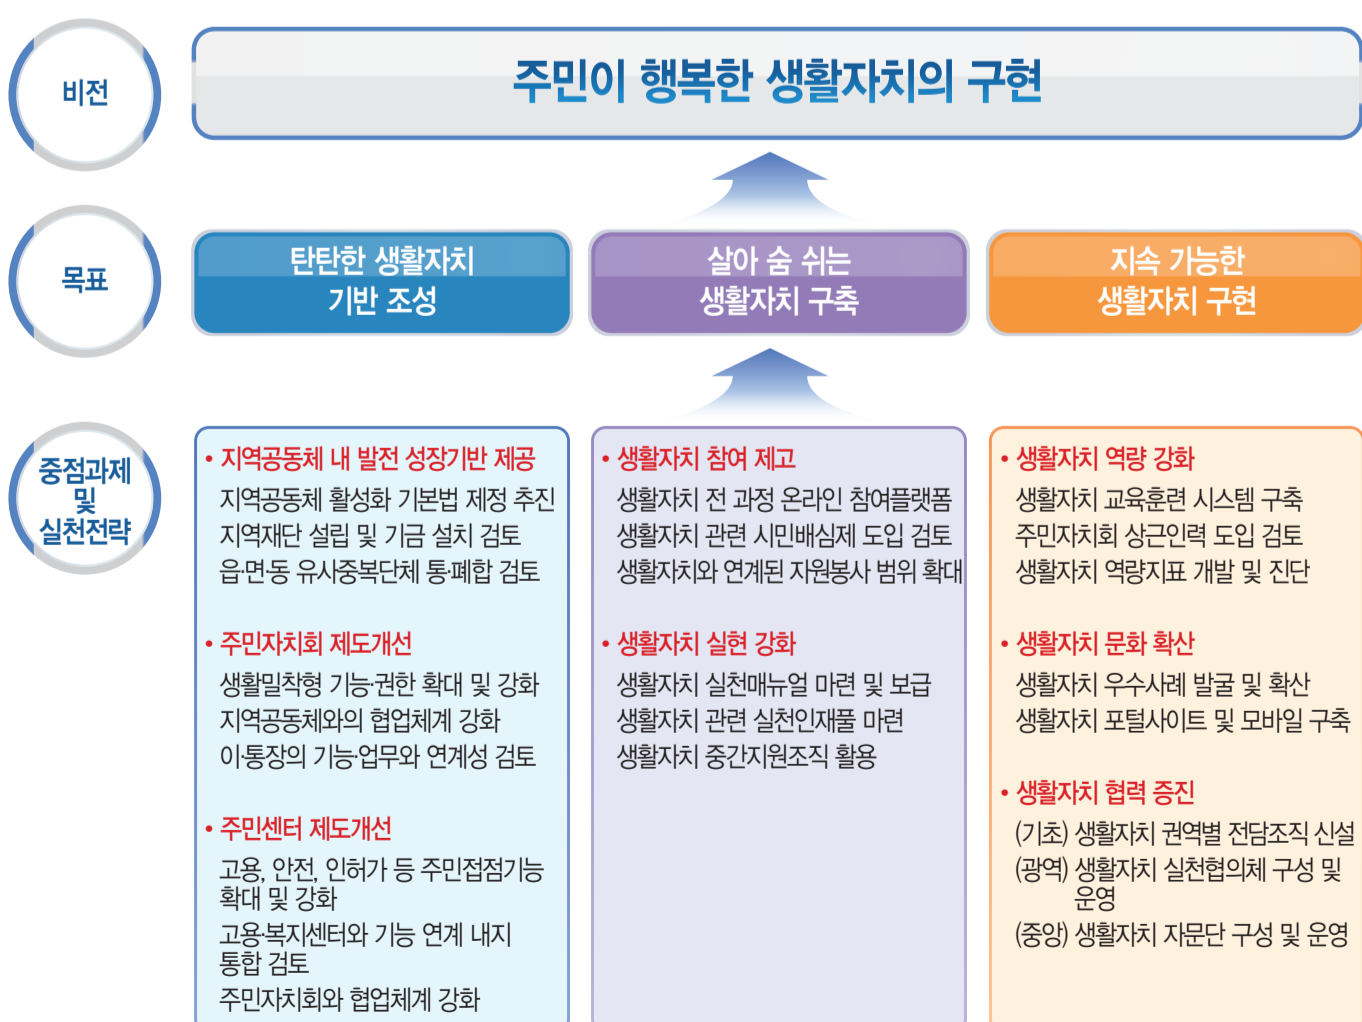 비전
주민이 행복한 생활자치의 구현
목표
탄탄한 생활자치
기반 조성
살아 숨 쉬는
생활자치 구축
지속 가능한
생활자치 구현
중점과제
및
실천전략
• 지역공동체 내 발전 성장기반 제공
지역공동체 활성화 기본법 제정 추진
지역재단 설립 및 기금 설치 검토
읍·면·동 유사중복단체 통·폐합 검토
• 주민자치회 제도개선
생활밀착형 기능·권한 확대 및 강화
지역공동체와의 협업체계 강화
이·통장의 기능·업무와 연계성 검토
• 주민센터 제도개선
고용, 안전, 인허가 등 주민접점기능
확대 및 강화
고용·복지센터와 기능 연계 내지
통합 검토
주민자치회와 협업체계 강화
• 생활자치 참여 제고
생활자치 전 과정 온라인 참여플랫폼
생활자치 관련 시민배심제 도입 검토
생활자치와 연계된 자원봉사 범위 확대
• 생활자치 실현 강화
생활자치 실천매뉴얼 마련 및 보급
생활자치 관련 실천인재풀 마련
생활자치 중간지원조직 활용
• 생활자치 역량 강화
생활자치 교육훈련 시스템 구축
주민자치회 상근인력 도입 검토
생활자치 역량지표 개발 및 진단
• 생활자치 문화 확산
생활자치 우수사례 발굴 및 확산
생활자치 포털사이트 및 모바일 구축
• 생활자치 협력 증진
(기초) 생활자치 권역별 전담조직 신설
(광역) 생활자치 실천협의체 구성 및
운영
(중앙) 생활자치 자문단 구성 및 운영